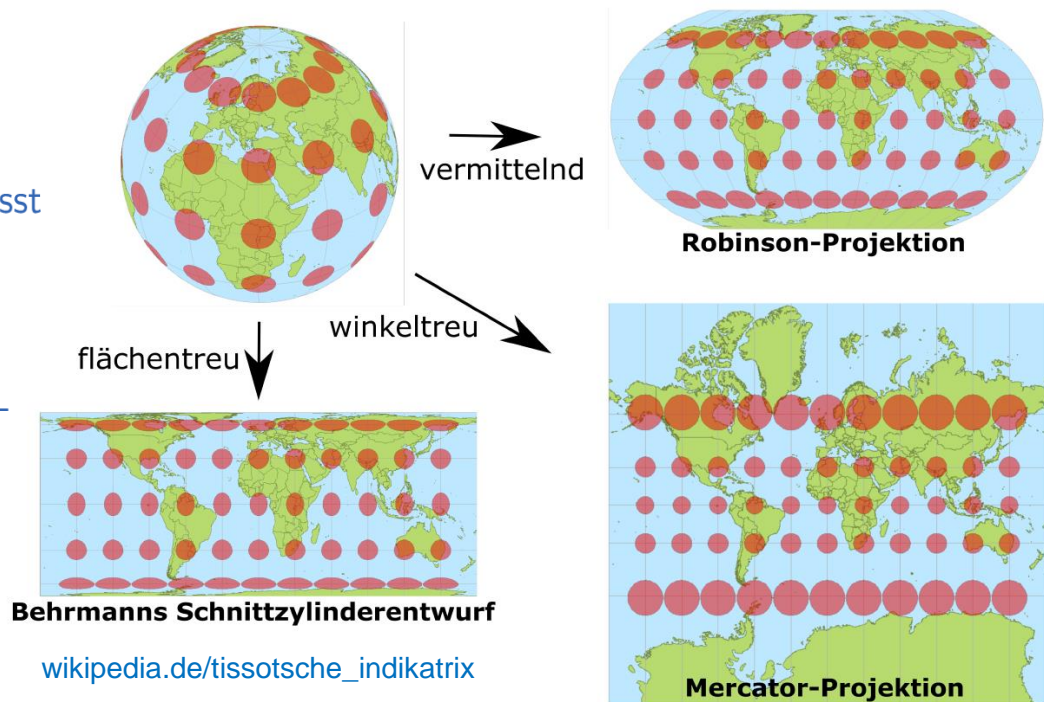 sst
vermittelnd
Robinson-Projektion
winkeltreu
flächentreu
Behrmanns Schnittzylinderentwurf
wikipedia.de/tissotsche_indikatrix
Mercator-Projektion